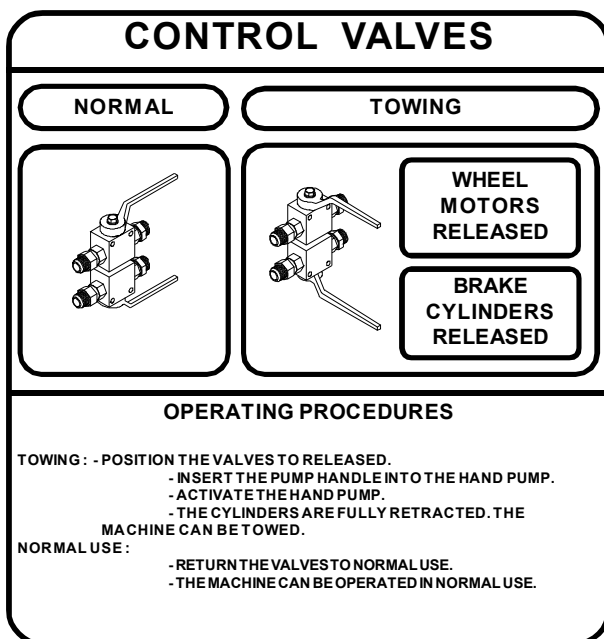 CONTROL VALVES
NORMAL
TOWING
WHEEL
MOTORS
RELEASED
BRAKE
CYLINDERS
RELEASED
OPERATING PROCEDURES
TOWING : - POSITION THE VALVES TO RELEASED.
- INSERT THE PUMP HANDLE INTO THE HAND PUMP.
- ACTIVATE THE HAND PUMP.
- THE CYLINDERS ARE FULLY RETRACTED. THE
MACHINE CAN BE TOWED.
NORMAL USE :
- RETURN THE VALVES TO NORMAL USE.
- THE MACHINE CAN BE OPERATED IN NORMAL USE.